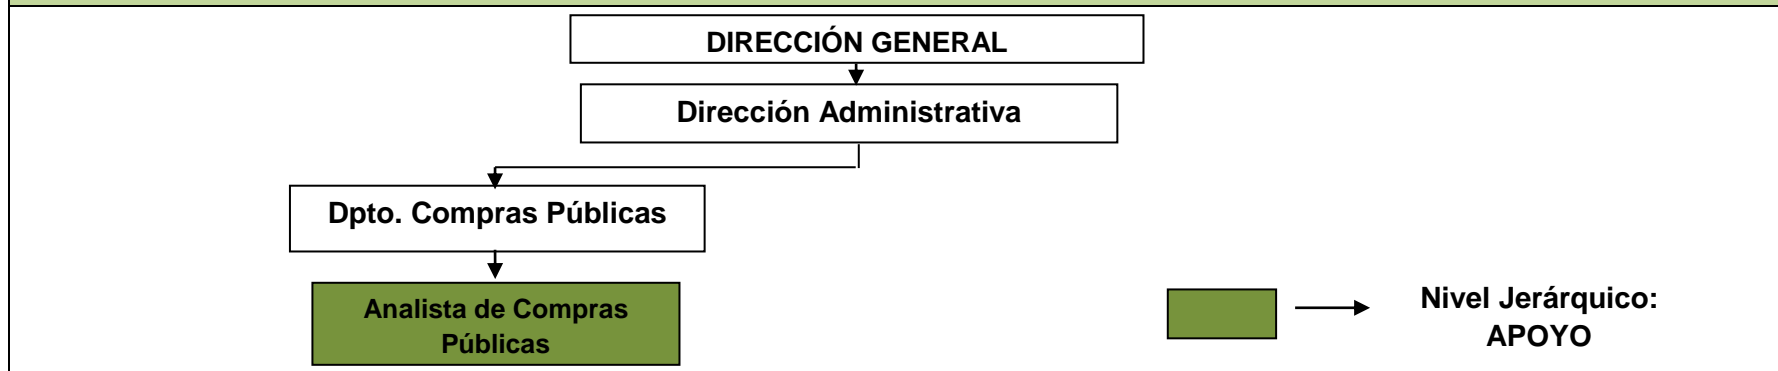 DIRECCIÓN GENERAL
Dirección Administrativa
Dpto. Compras Públicas
Analista de Compras
Públicas
Nivel Jerárquico:
APOYO